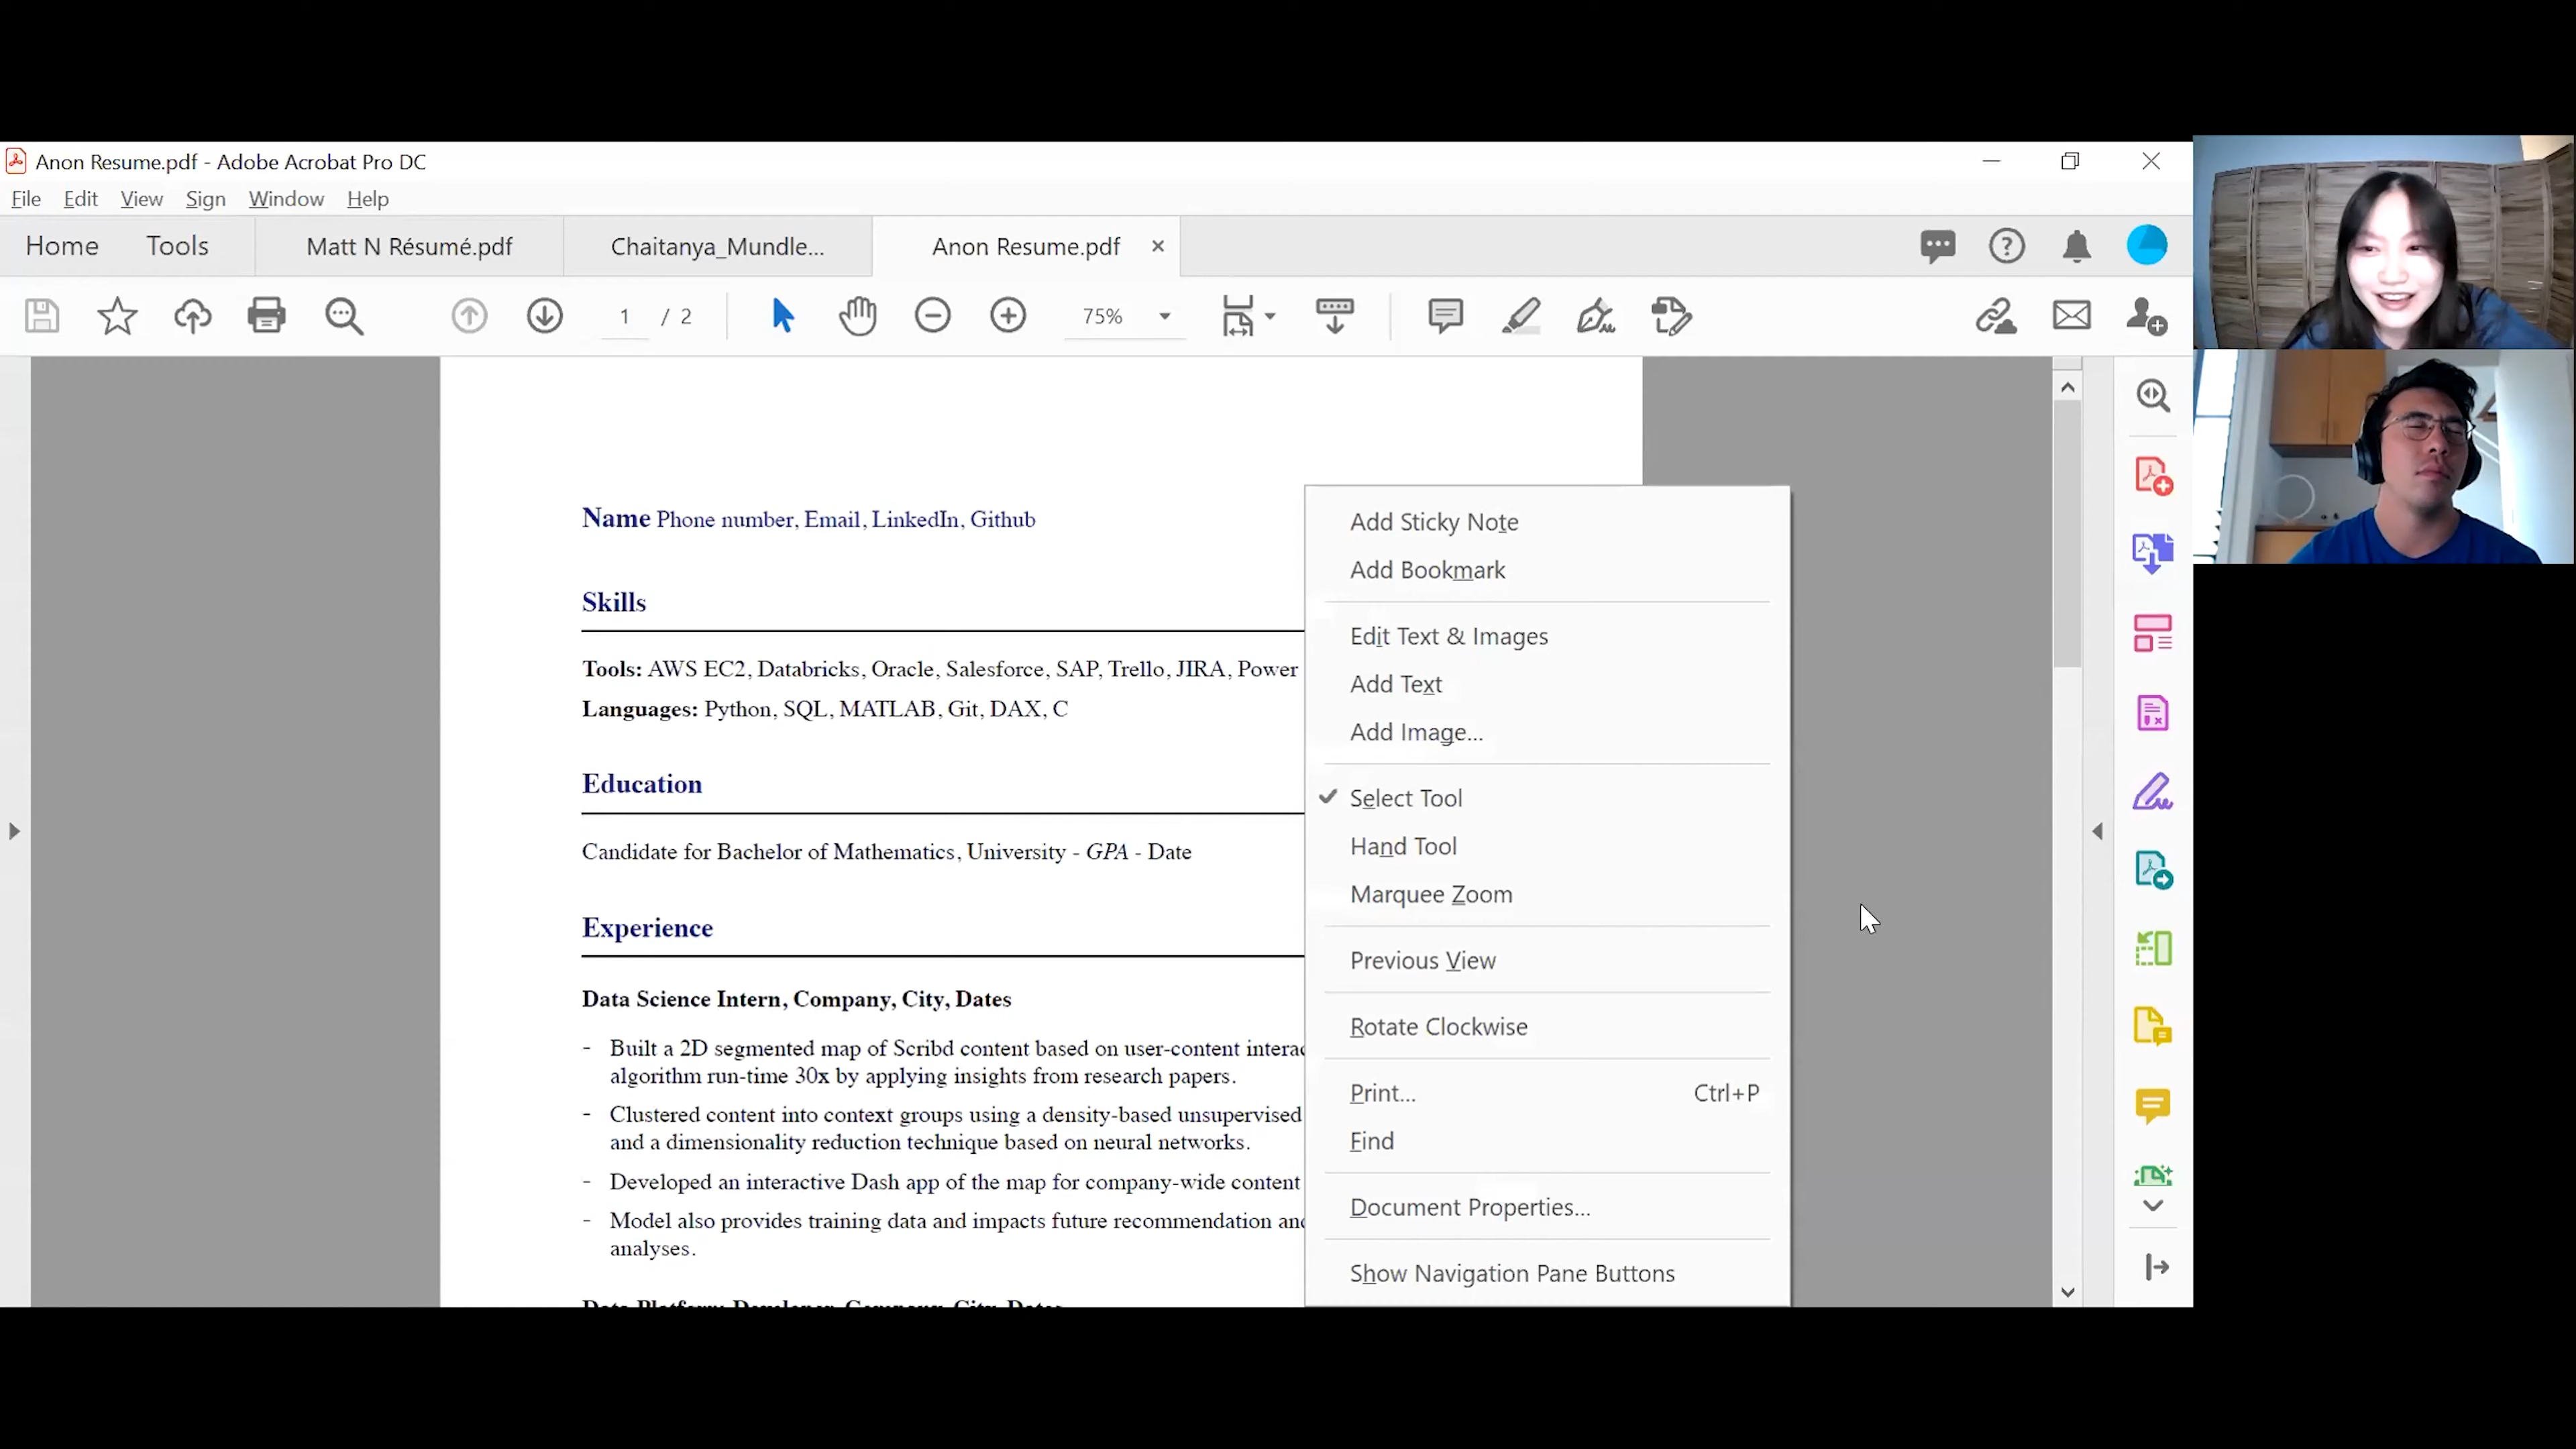 Anon Resume.pdf - Adobe Acrobat Pro DC
File Edit View Sign Window Help
Home Tools Matt N Résumé.pdf Chaitanya_Mundle... Anon Resume.pdf
1 / 2 75%
Name Phone number, Email, LinkedIn, Github
Skills
Tools: AWS EC2, Databricks, Oracle, Salesforce, SAP, Trello, JIRA, Power
Languages: Python, SQL, MATLAB, Git, DAX, C
Education
Candidate for Bachelor of Mathematics, University - GPA - Date
Experience
Data Science Intern, Company, City, Dates
- Built a 2D segmented map of Scribd content based on user-content interac
algorithm run-time 30x by applying insights from research papers.
- Clustered content into context groups using a density-based unsupervised
and a dimensionality reduction technique based on neural networks.
- Developed an interactive Dash app of the map for company-wide content
- Model also provides training data and impacts future recommendation and
analyses.
Data Platform Developer, Company, City, Dates
Add Sticky Note
Add Bookmark
Edit Text & Images
Add Text
Add Image...
Select Tool
Hand Tool
Marquee Zoom
Previous View
Rotate Clockwise
Print... Ctrl+P
Find
Document Properties...
Show Navigation Pane Buttons